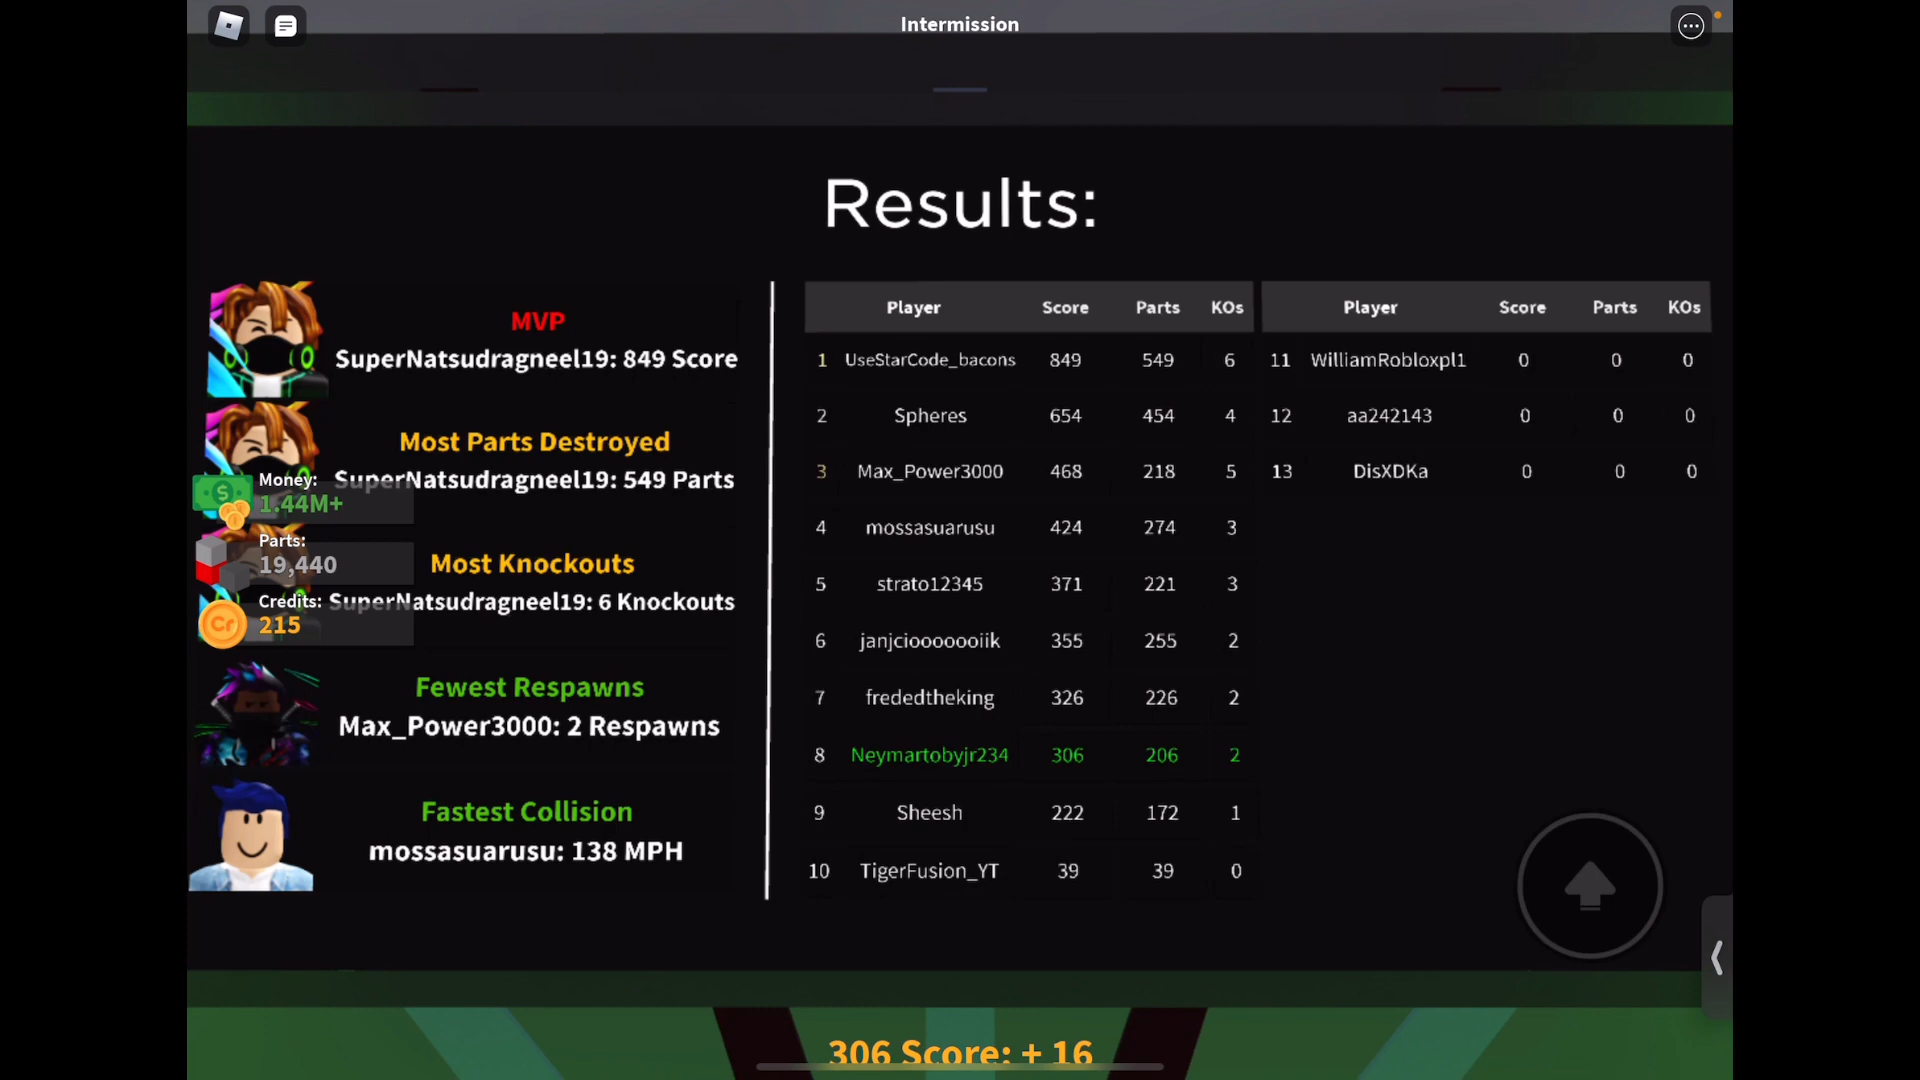 Intermission
Results:
MVP
SuperNatsudragneel19: 849 Score
Most Parts Destroyed
SuperNatsudragneel19: 549 Parts
Money:
1.44M+
Parts:
19,440
Most Knockouts
Credits: SuperNatsudragneel19: 6 Knockouts
Cr 215
Fewest Respawns
Max_Power3000: 2 Respawns
Fastest Collision
mossasuarusu: 138 MPH
Player Score Parts KOs
1 UseStarCode_bacons 849 549 6
2 Spheres 654 454 4
3 Max_Power3000 468 218 5
4 mossasuarusu 424 274 3
5 strato12345 371 221 3
6 janjciooooooiik 355 255 2
7 frededtheking 326 226 2
8 Neymartobyjr234 306 206 2
9 Sheesh 222 172 1
10 TigerFusion_YT 39 39 0
Player Score Parts KOs
11 WilliamRobloxpl1 0 0 0
12 aa242143 0 0 0
13 DisXDKa 0 0 0
306 Score: + 16